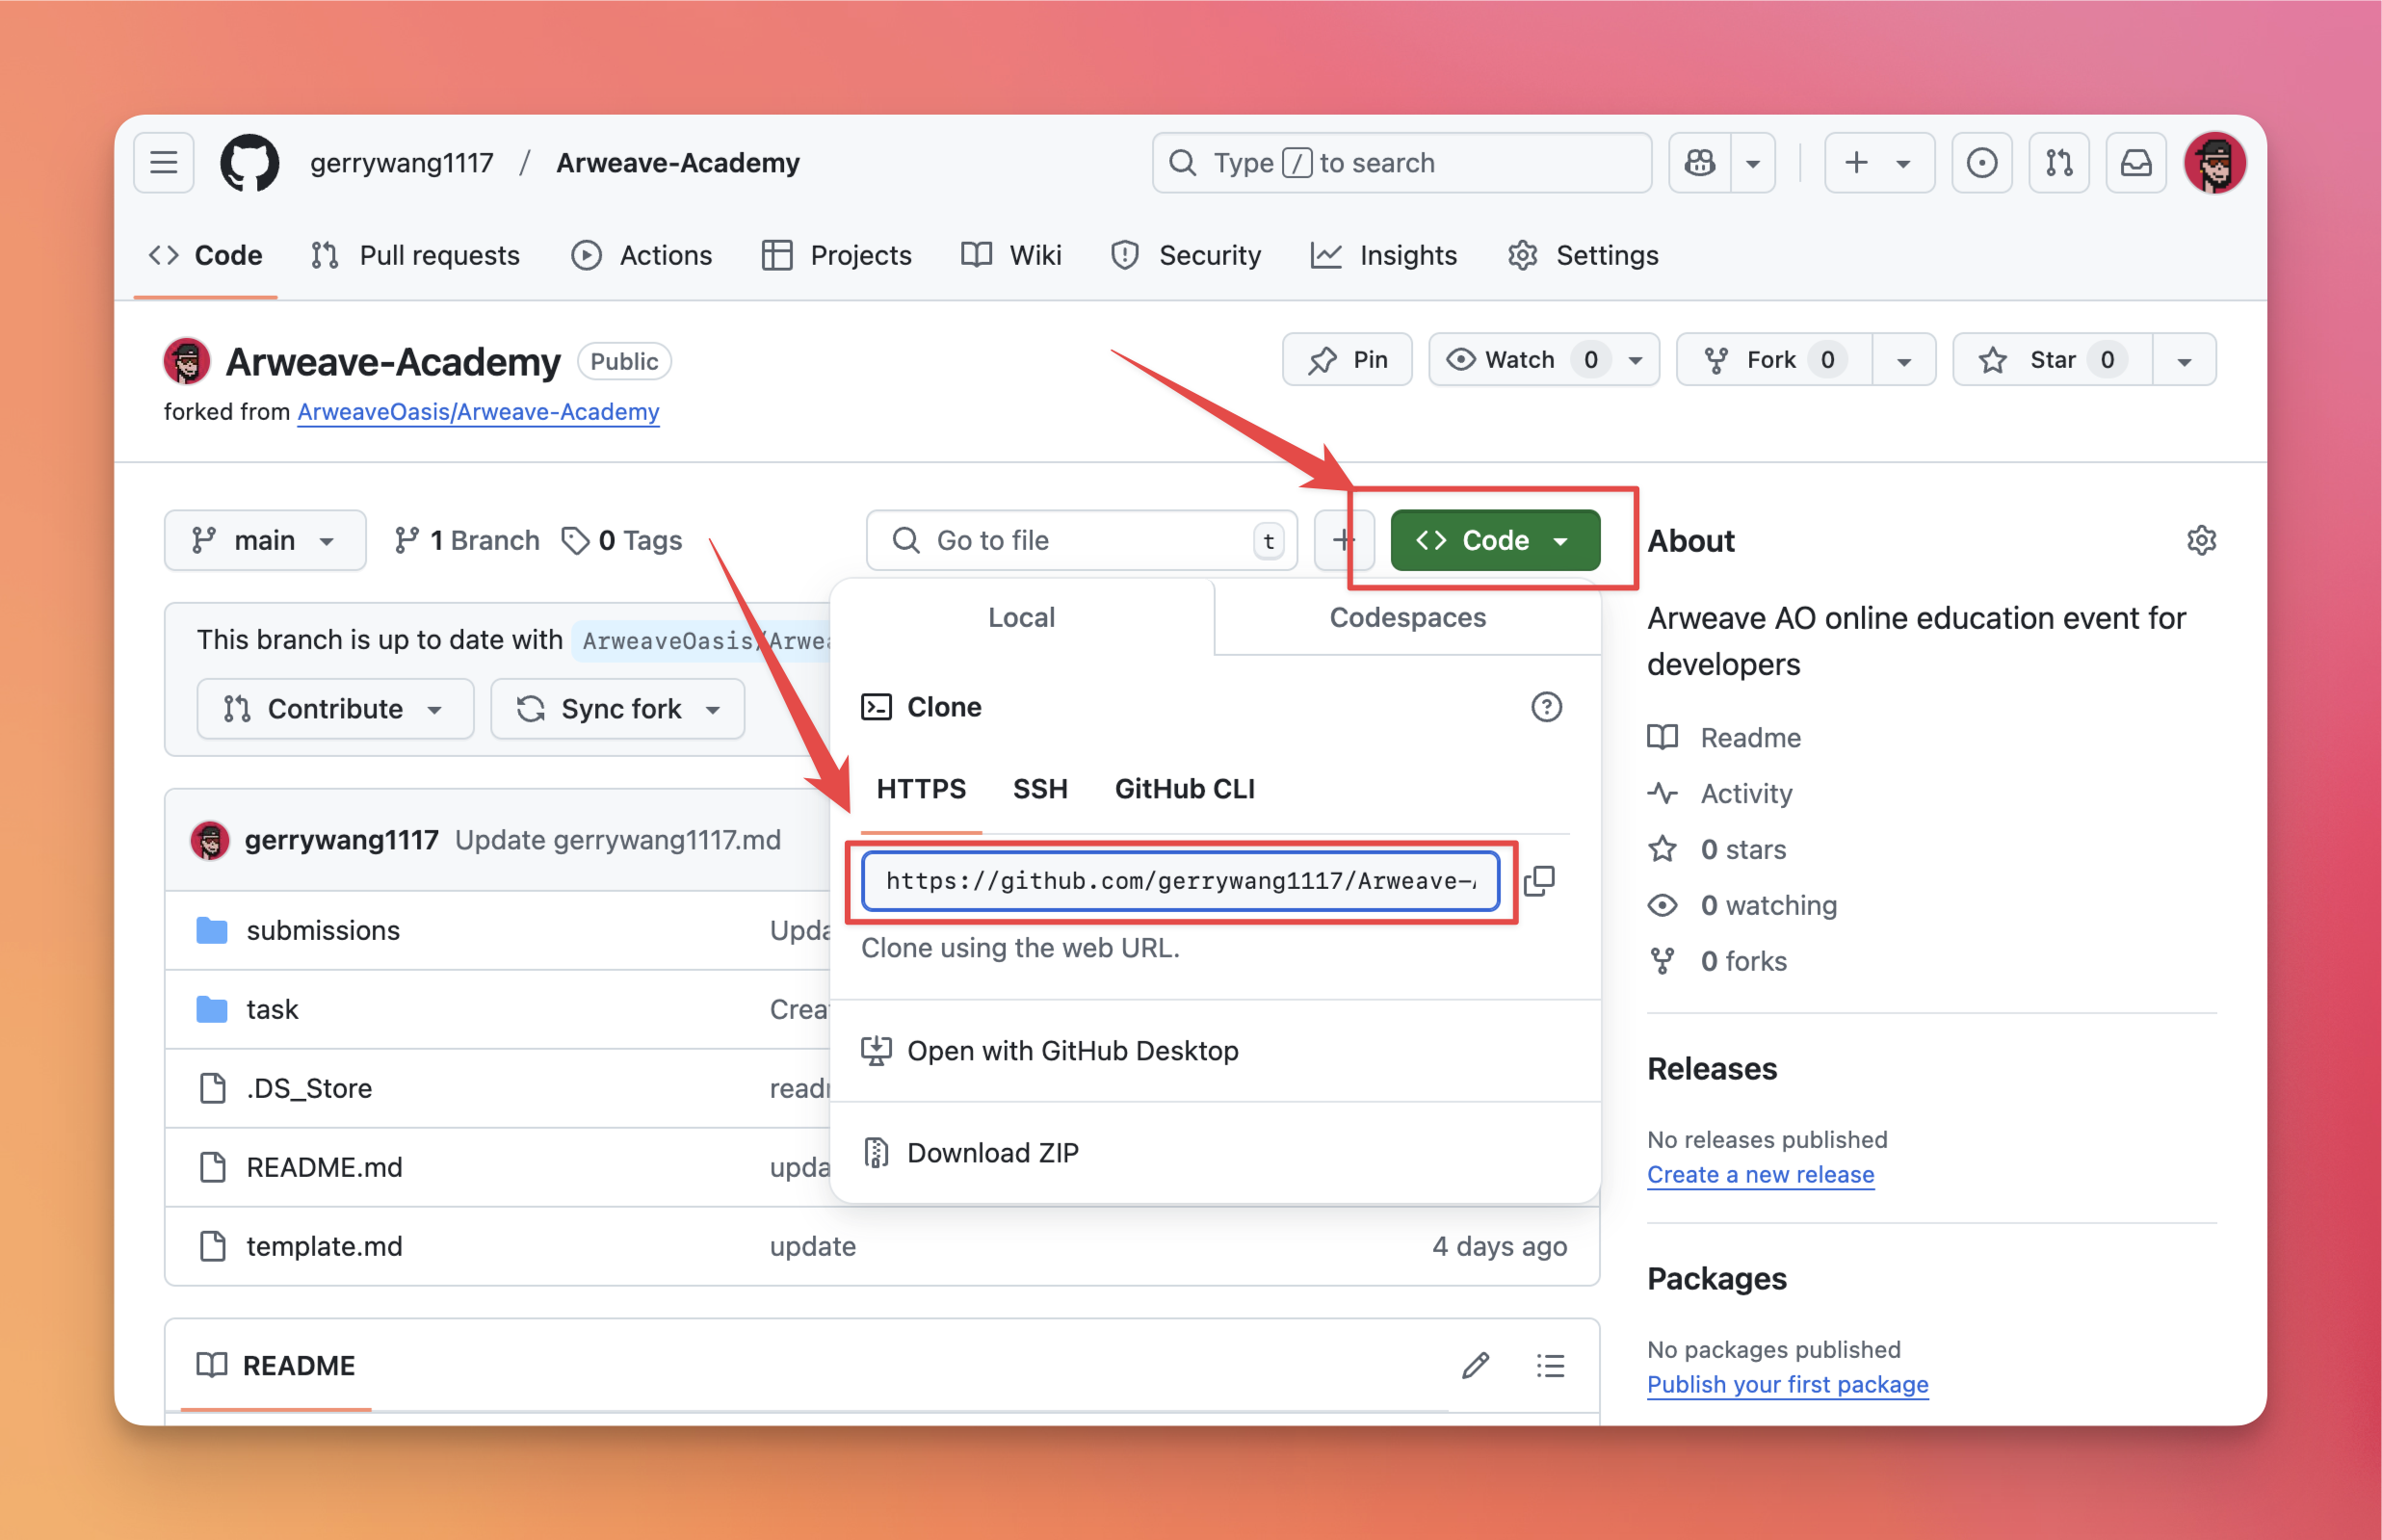 gerrywang1117 / Arweave-Academy
Type / to search
Code Pull requests Actions Projects Wiki Security Insights Settings
Arweave-Academy Public
Pin Watch 0 Fork 0 Star 0
forked from ArweaveOasis/Arweave-Academy
main 1 Branch 0 Tags
Go to file t
Code
This branch is up to date with ArweaveOasis/
Contribute Sync fork
gerrywang1117 Update gerrywang1117.md
submissions
task
.DS_Store
README.md
template.md update 4 days ago
README
Local Codespaces
Clone
HTTPS SSH GitHub CLI
https://github.com/gerrywang1117/Arweave-
Clone using the web URL.
Open with GitHub Desktop
Download ZIP
About
Arweave AO online education event for
developers
Readme
Activity
0 stars
0 watching
0 forks
Releases
No releases published
Create a new release
Packages
No packages published
Publish your first package